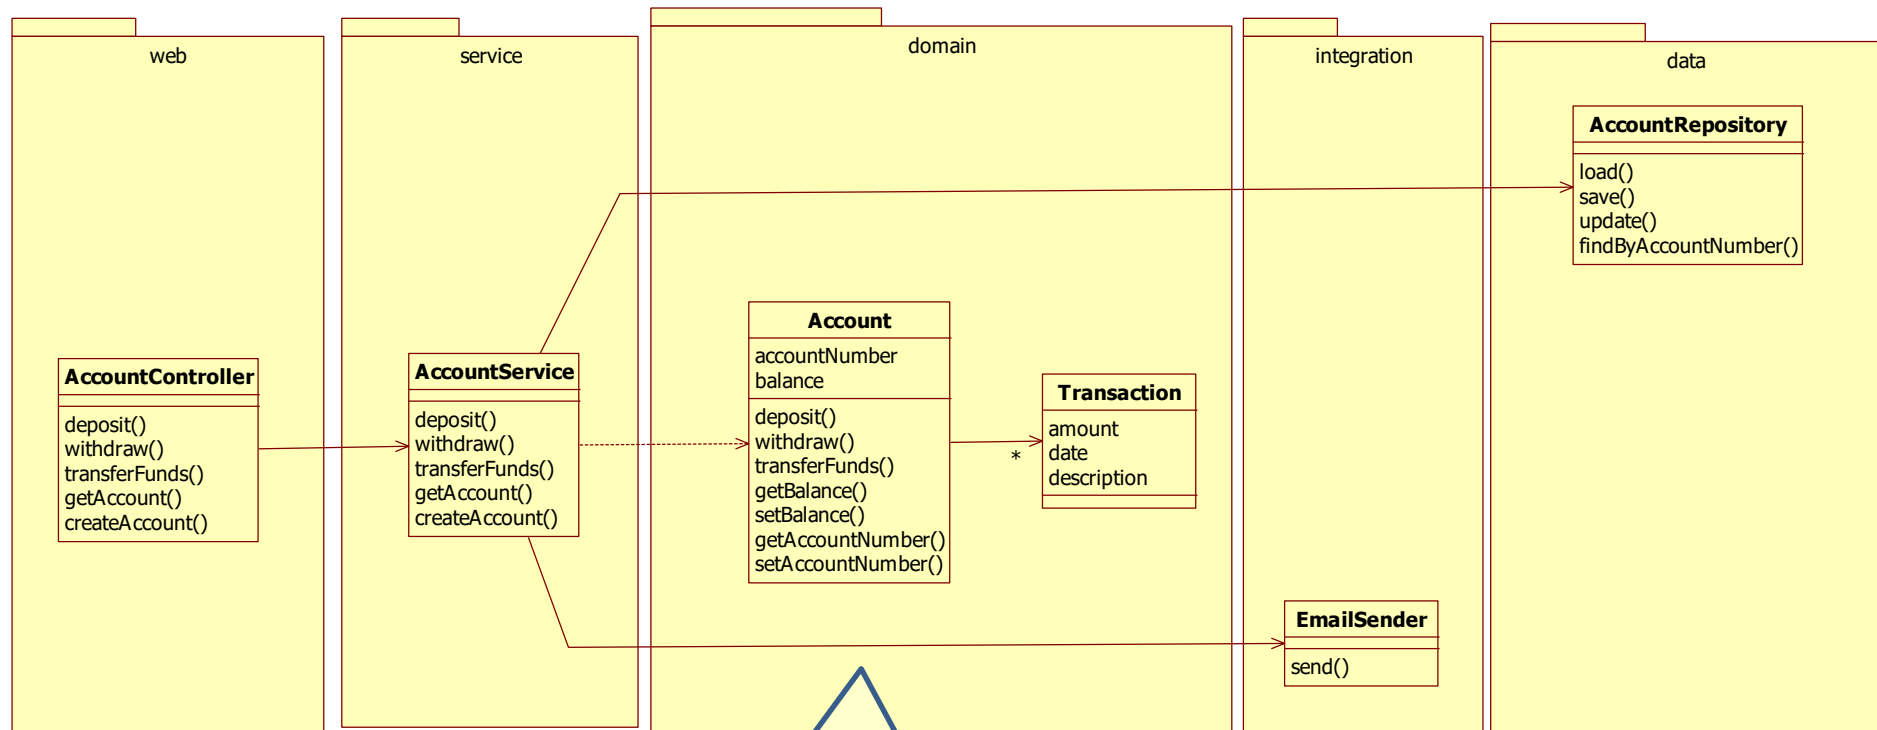 web
service
domain
integration
data
AccountController
deposit()
withdraw()
transferFunds()
getAccount()
createAccount()
AccountService
deposit()
withdraw()
transferFunds()
getAccount()
createAccount()
Account
accountNumber
balance
deposit()
withdraw()
transferFunds()
getBalance()
setBalance()
getAccountNumber()
setAccountNumber()
*
Transaction
amount
date
description
EmailSender
send()
AccountRepository
load()
save()
update()
findByAccountNumber()